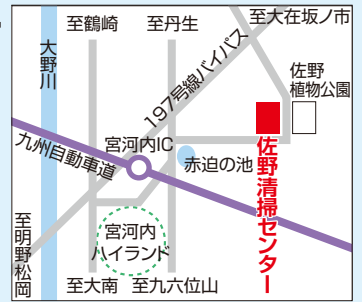 至鶴崎
至丹生
至大在坂ノ市
大野川
197号線バイパス
佐野
植物公園
宮河内IC
九州自動車道
赤迫の池
佐野清掃センター
宮河内
ハイランド
至明野松岡
至大南
至九六位山